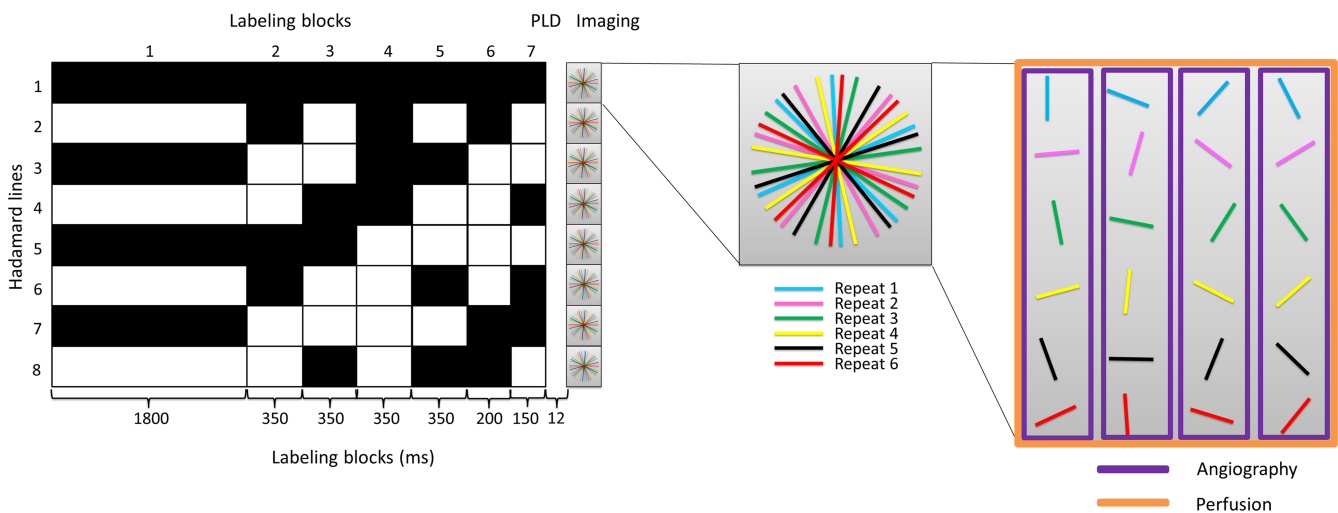 Labeling blocks PLD Imaging
1 2 3 4 5 6 7
Hadamard lines
1
2
3
4
5
6
7
8
1800 350 350 350 350 200 150 12
Labeling blocks (ms)
Repeat 1
Repeat 2
Repeat 3
Repeat 4
Repeat 5
Repeat 6
Angiography
Perfusion